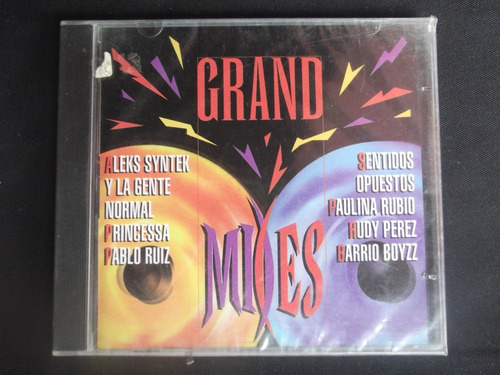 GRAND
MIXES
ALEKS SYNTEK
Y LA GENTE
NORMAL
PRINCESSA
PABLO RUIZ
SENTIDOS
OPUESTOS
PAULINA RUBIO
RUDY PEREZ
BARRIO BOYZZ